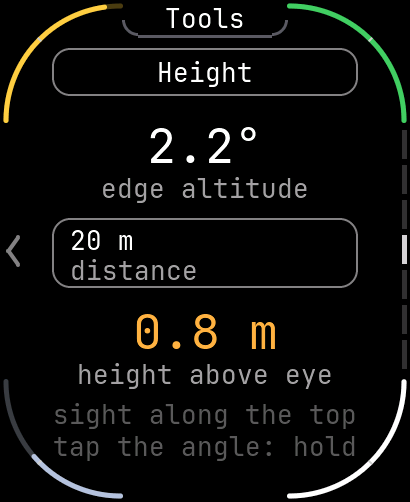 Tools
Height
2.2°
edge altitude
20 m
distance
0.8 m
height above eye
sight along the top
tap the angle: hold